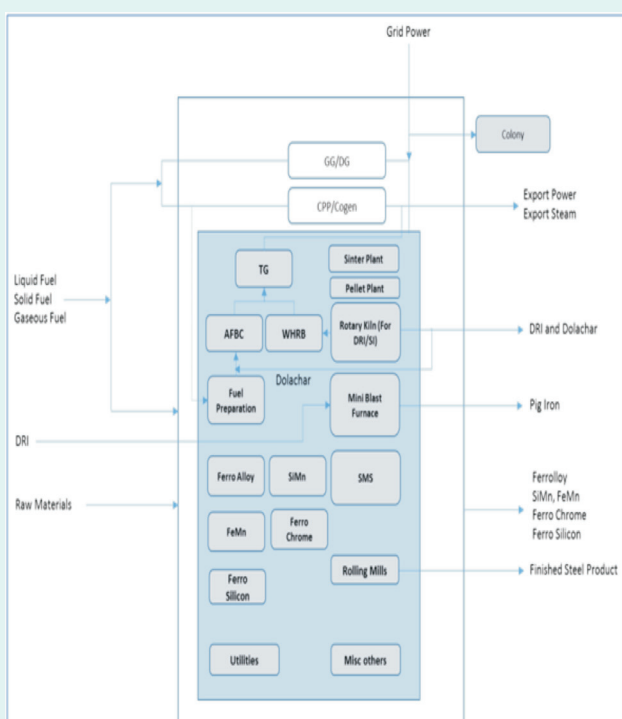 Grid Power
Colony
GG/DG
CPP/Cogen
Export Power
Export Steam
TG
Sinter Plant
Pellet Plant
Liquid Fuel
Solid Fuel
Gaseous Fuel
AFBC
WHRB
Rotary Kiln (For
DRI/SI)
DRI and Dolachar
Dolachar
Fuel
Preparation
Mini Blast
Furnace
Pig Iron
DRI
Ferro Alloy
SiMn
SMS
Raw Materials
Ferrolloy
SiMn, FeMn
Ferro Chrome
Ferro Silicon
FeMn
Ferro
Chrome
Ferro
Silicon
Rolling Mills
Finished Steel Product
Utilities
Misc others